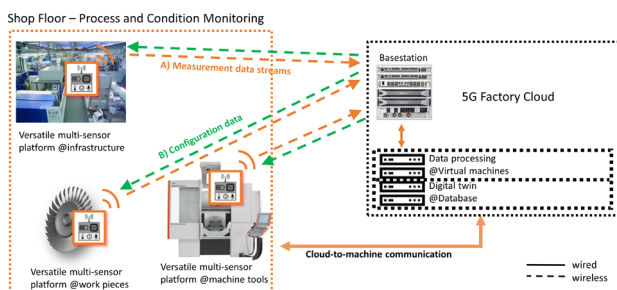 Shop Floor – Process and Condition Monitoring
A) Measurement data streams
Versatile multi-sensor
platform @infrastructure
B) Configuration data
Versatile multi-sensor
platform @work pieces
Versatile multi-sensor
platform @machine tools
Basestation
5G Factory Cloud
Data processing
@Virtual machines
Digital twin
@Database
Cloud-to-machine communication
wired
wireless